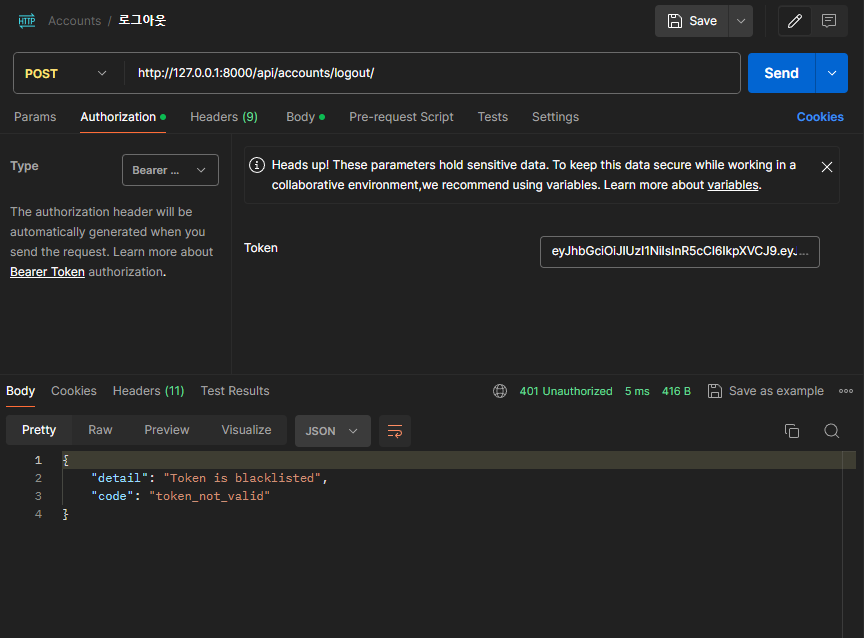 HTTP Accounts / 로그아웃 Save
POST http://127.0.0.1:8000/api/accounts/logout/ Send
Params Authorization Headers (9) Body Pre-request Script Tests Settings Cookies
Type Bearer ...
Heads up! These parameters hold sensitive data. To keep this data secure while working in a
collaborative environment,we recommend using variables. Learn more about variables.
The authorization header will be
automatically generated when you
send the request. Learn more about
Bearer Token authorization.
Token eyJhbGciOiJIUzI1NiIsInR5cCI6IkpXVCJ9.eyJ...
Body Cookies Headers (11) Test Results 401 Unauthorized 5 ms 416 B Save as example
Pretty Raw Preview Visualize JSON
1 {
2 "detail": "Token is blacklisted",
3 "code": "token_not_valid"
4 }